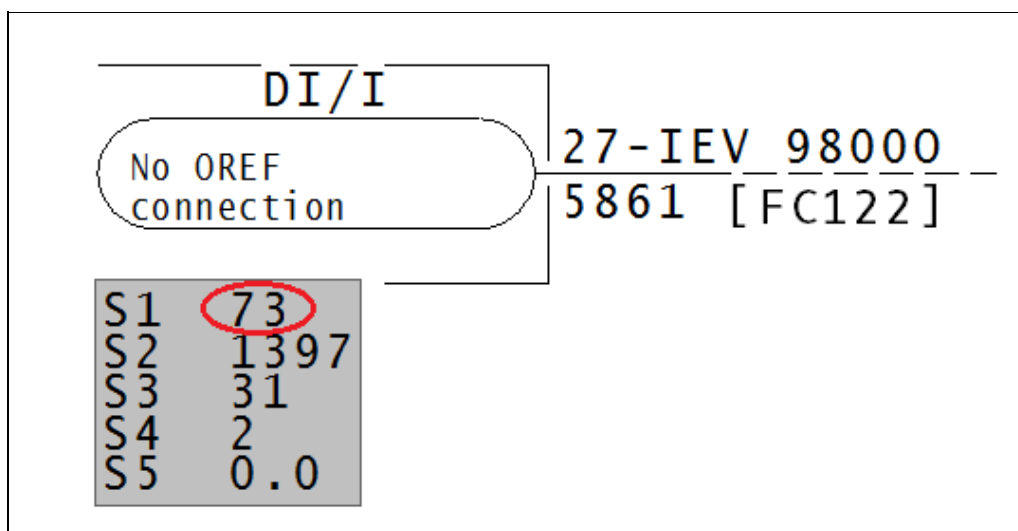 DI/I
No OREF
connection
27-IEV 98000
5861 [FC122]
S1 73
S2 1397
S3 31
S4 2
S5 0.0